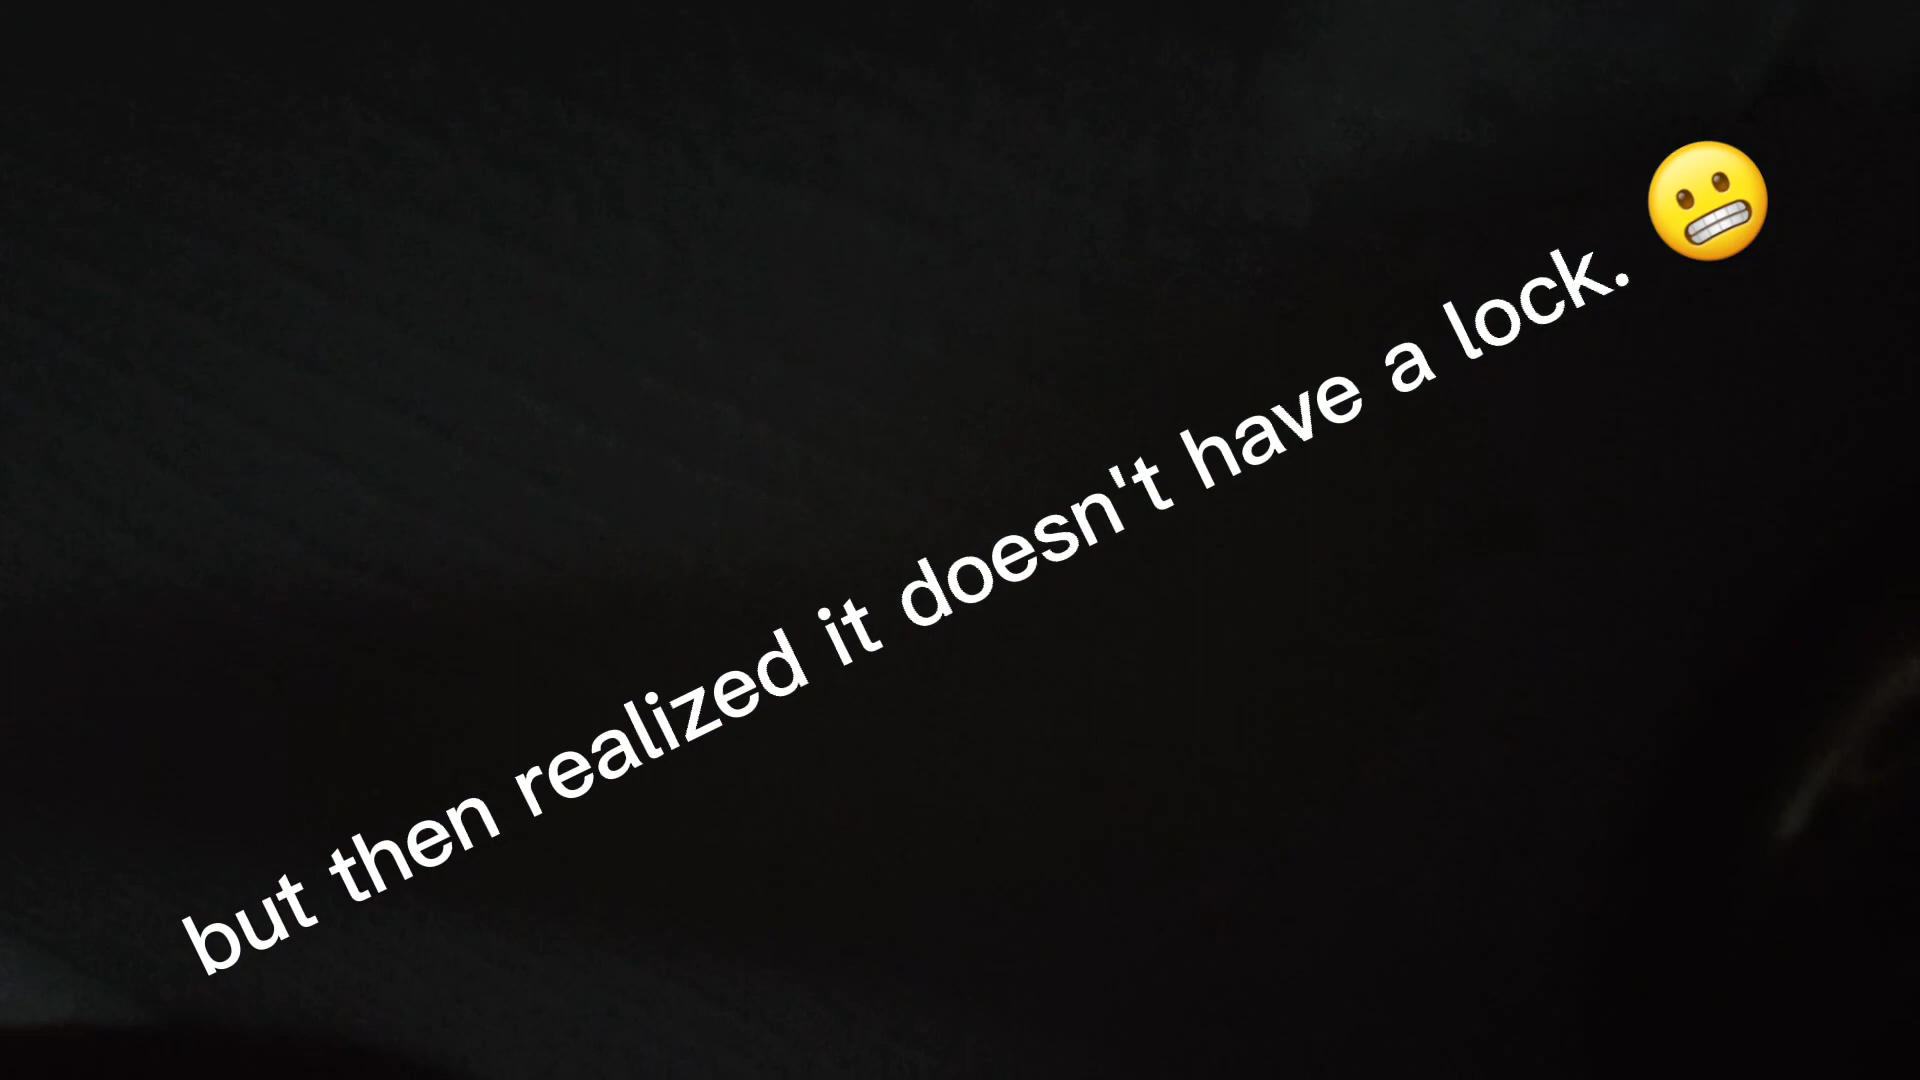 but then realized it doesn't have a lock. 😬